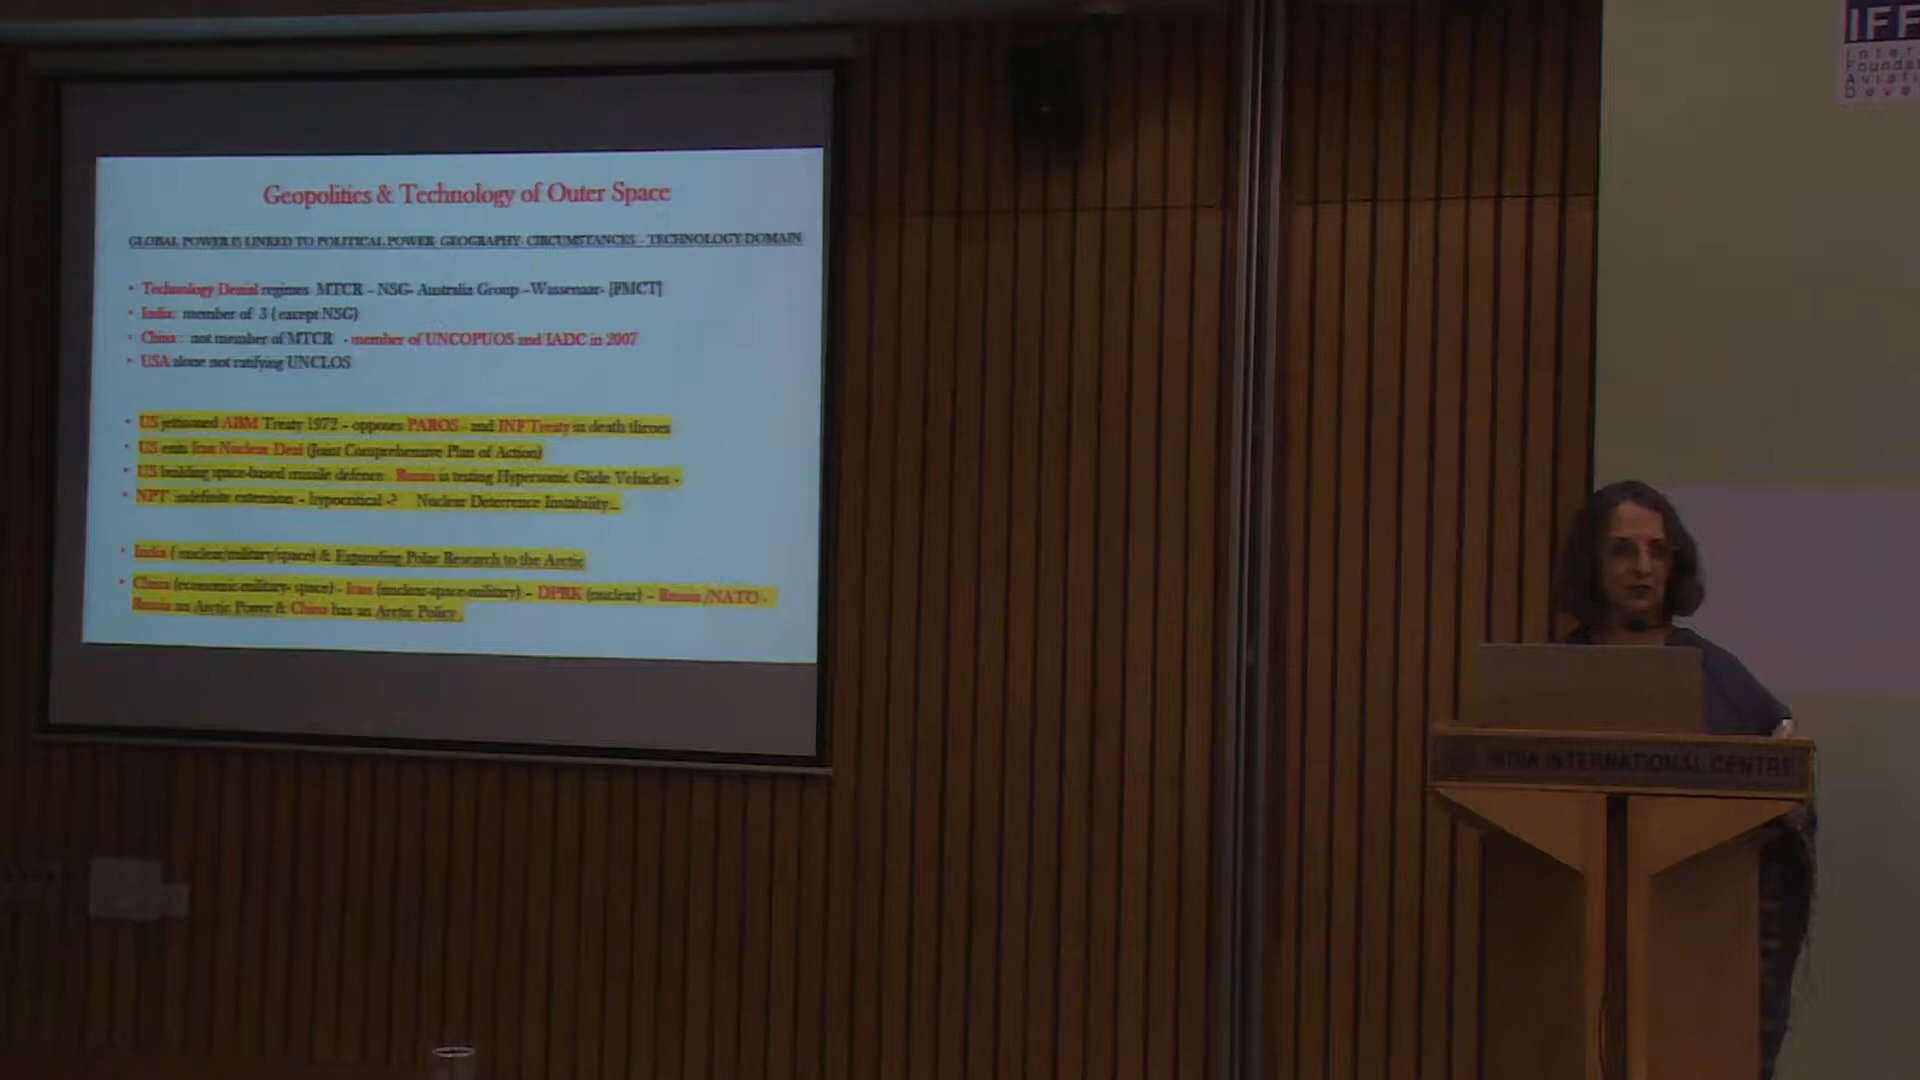 Geopolitics & Technology of Outer Space
GLOBAL POWER IS LINKED TO POLITICAL POWER GEOGRAPHY- CIRCUMSTANCES - TECHNOLOGY DOMAIN
• Technology Denial regimes MTCR – NSG- Australia Group –Wassenaar- [FMCT]
• India: member of 3 ( except NSG)
• China : not member of MTCR - member of UNCOPUOS and IADC in 2007
• USA alone not ratifying UNCLOS
• US jettisoned ABM Treaty 1972 - opposes PAROS - and INF Treaty in death throes
• US exits Iran Nuclear Deal (Joint Comprehensive Plan of Action)
• US building space-based missile defence Russia is testing Hypersonic Glide Vehicles -
• NPT indefinite extension – hypocritical -? Nuclear Deterrence Instability...
• India ( nuclear/military/space) & Expanding Polar Research to the Arctic
• China (economic-military- space) - Iran (nuclear-space-military) – DPRK (nuclear) – Russia /NATO -
Russia an Arctic Power & China has an Arctic Policy .
IFF
Inter
Founda
Aviati
Deve
INDIA INTERNATIONAL CENTRE